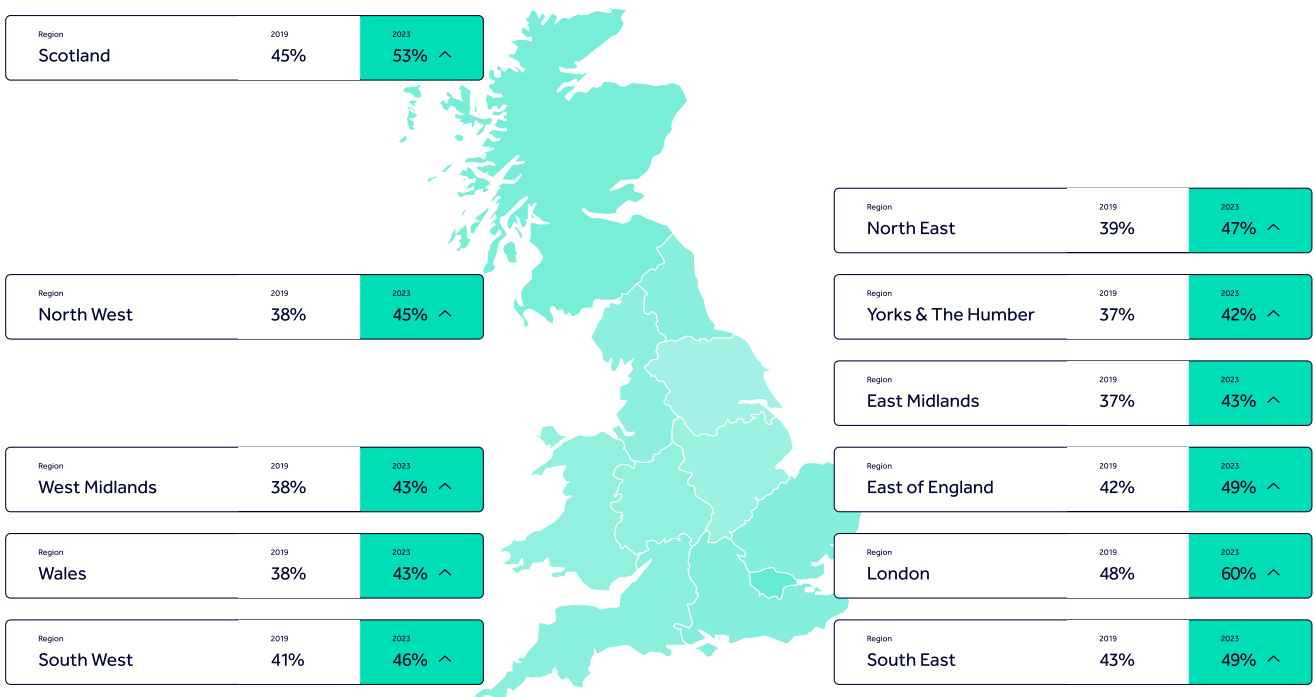 Region 2019 2023
Scotland 45% 53%
Region 2019 2023
North West 38% 45%
Region 2019 2023
West Midlands 38% 43%
Region 2019 2023
Wales 38% 43%
Region 2019 2023
South West 41% 46%
Region 2019 2023
North East 39% 47%
Region 2019 2023
Yorks & The Humber 37% 42%
Region 2019 2023
East Midlands 37% 43%
Region 2019 2023
East of England 42% 49%
Region 2019 2023
London 48% 60%
Region 2019 2023
South East 43% 49%